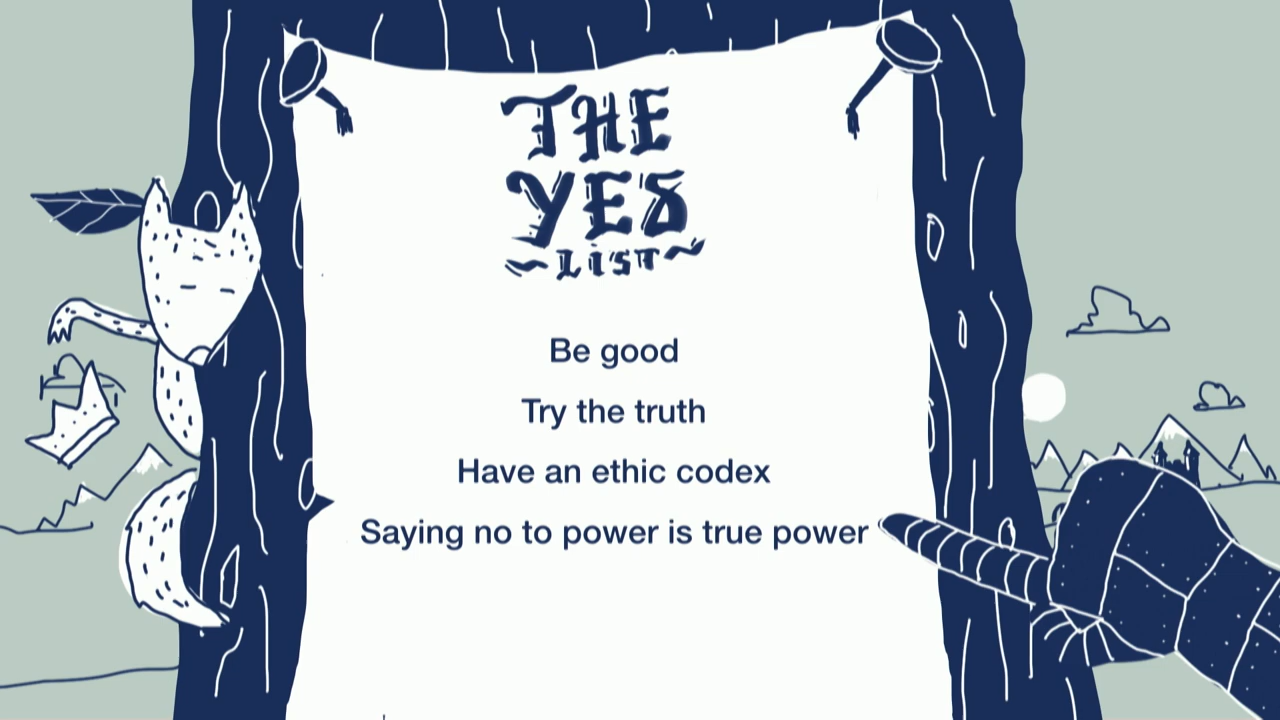 THE
YES
~LIST~
Be good
Try the truth
Have an ethic codex
Saying no to power is true power